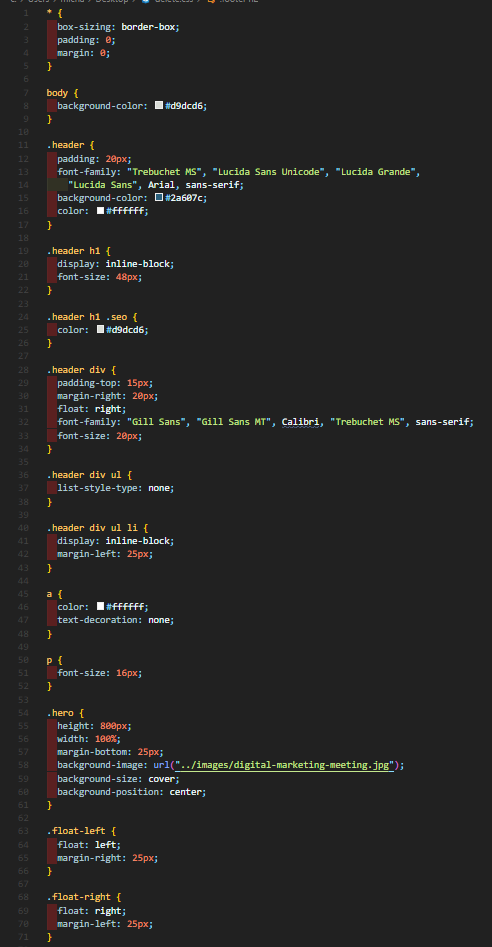 C: > Users > micha > Desktop > delete.css > .footer h2
1 * {
2 box-sizing: border-box;
3 padding: 0;
4 margin: 0;
5 }
6
7 body {
8 background-color: #d9dcd6;
9 }
10
11 .header {
12 padding: 20px;
13 font-family: "Trebuchet MS", "Lucida Sans Unicode", "Lucida Grande",
14 "Lucida Sans", Arial, sans-serif;
15 background-color: #2a607c;
16 color: #ffffff;
17 }
18
19 .header h1 {
20 display: inline-block;
21 font-size: 48px;
22 }
23
24 .header h1 .seo {
25 color: #d9dcd6;
26 }
27
28 .header div {
29 padding-top: 15px;
30 margin-right: 20px;
31 float: right;
32 font-family: "Gill Sans", "Gill Sans MT", Calibri, "Trebuchet MS", sans-serif;
33 font-size: 20px;
34 }
35
36 .header div ul {
37 list-style-type: none;
38 }
39
40 .header div ul li {
41 display: inline-block;
42 margin-left: 25px;
43 }
44
45 a {
46 color: #ffffff;
47 text-decoration: none;
48 }
49
50 p {
51 font-size: 16px;
52 }
53
54 .hero {
55 height: 800px;
56 width: 100%;
57 margin-bottom: 25px;
58 background-image: url("../images/digital-marketing-meeting.jpg");
59 background-size: cover;
60 background-position: center;
61 }
62
63 .float-left {
64 float: left;
65 margin-right: 25px;
66 }
67
68 .float-right {
69 float: right;
70 margin-left: 25px;
71 }